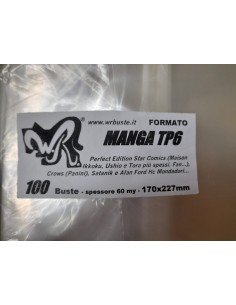 www.wrbuste.it FORMATO
MANGA TP6
Perfect Edition Star Comics (Maison
Ikkoku, Ushio e Tora più spessi. Fan...),
Crows (Panini), Satanik e Alan Ford Hc Mondadori...
100 Buste - spessore 60 my - 170x227mm